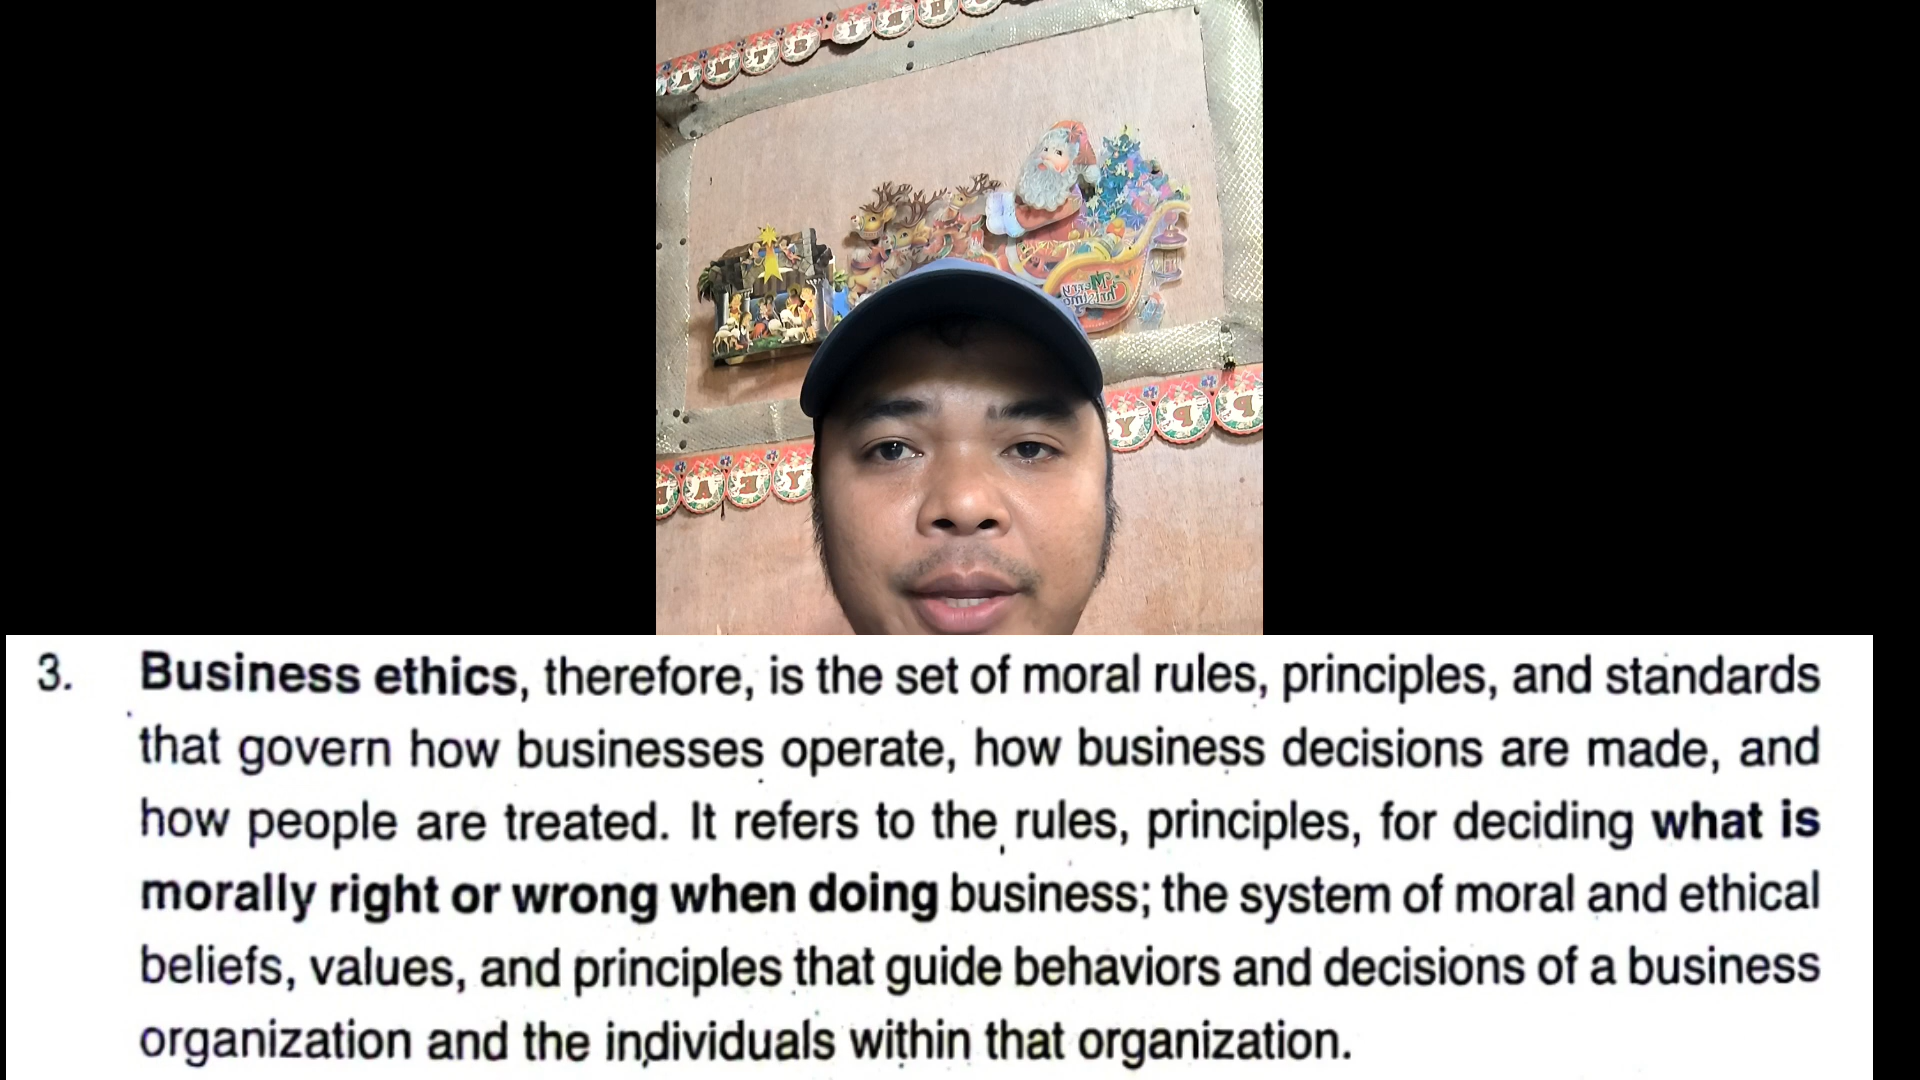 Merry
Christmas
3. Business ethics, therefore, is the set of moral rules, principles, and standards
that govern how businesses operate, how business decisions are made, and
how people are treated. It refers to the rules, principles, for deciding what is
morally right or wrong when doing business; the system of moral and ethical
beliefs, values, and principles that guide behaviors and decisions of a business
organization and the individuals within that organization.